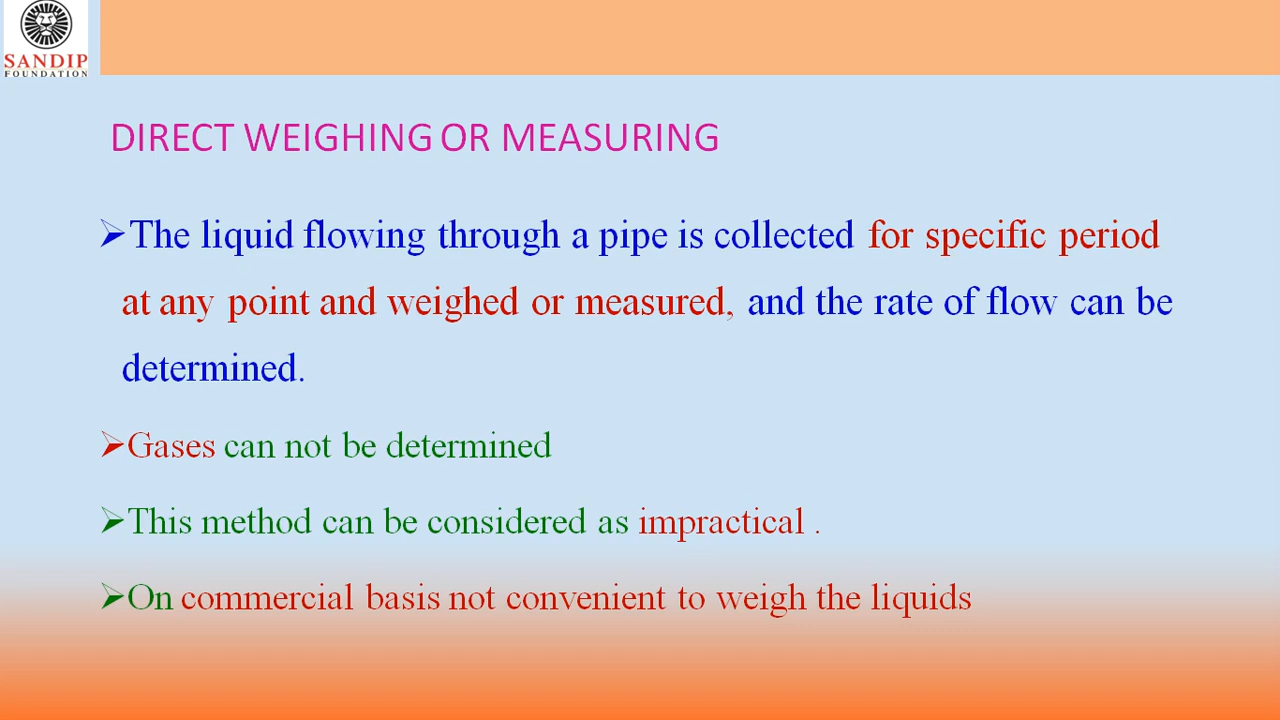 SANDIP
FOUNDATION
DIRECT WEIGHING OR MEASURING
➢The liquid flowing through a pipe is collected for specific period
at any point and weighed or measured, and the rate of flow can be
determined.
➢Gases can not be determined
➢This method can be considered as impractical .
➢On commercial basis not convenient to weigh the liquids